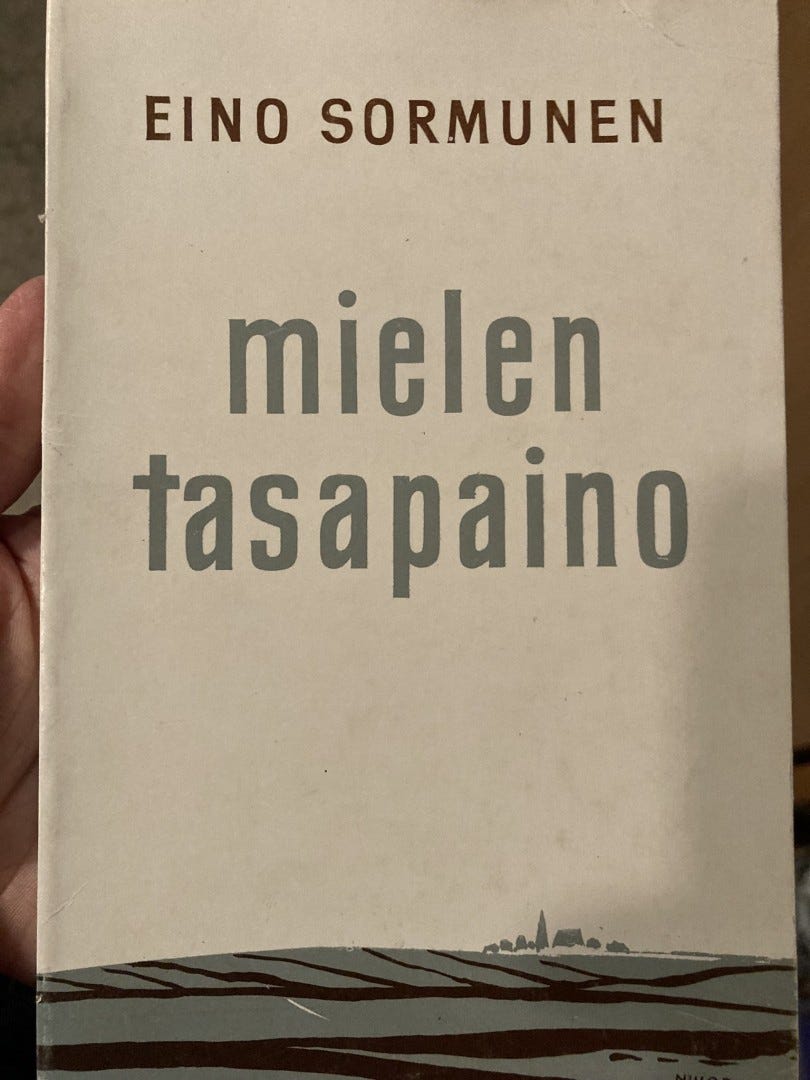 EINO SORMUNEN
mielen
tasapaino